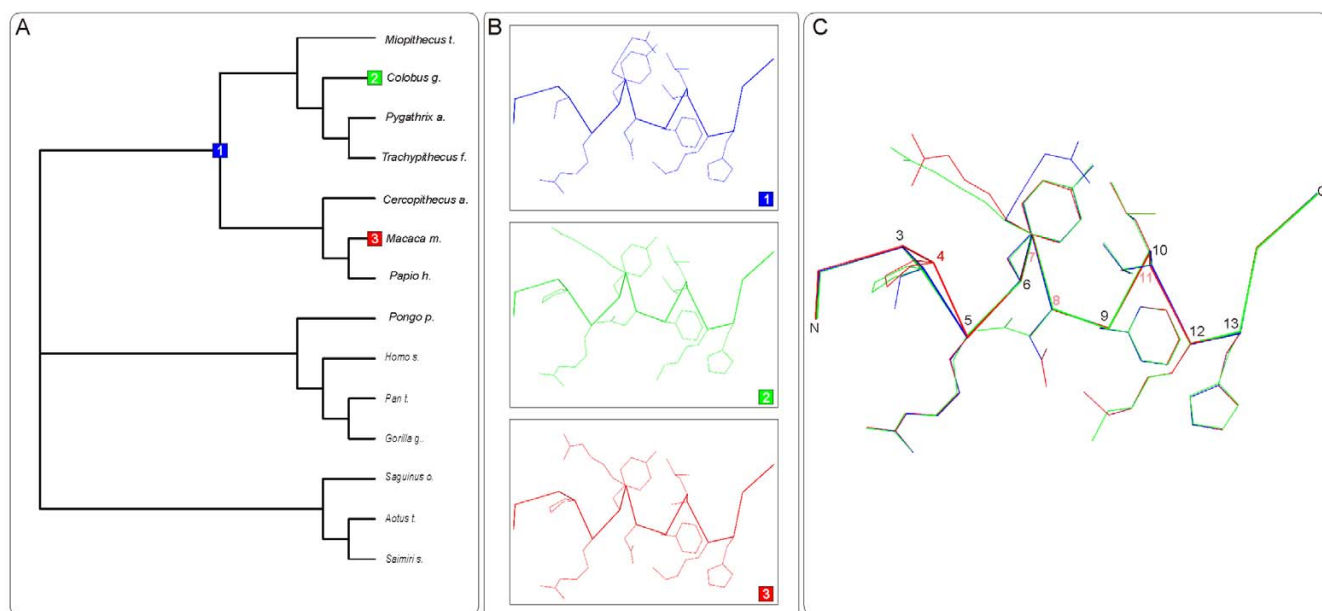 A
Miopithecus t.
2
Colobus g.
Pygathrix a.
1
Trachypithecus f.
Cercopithecus a.
3
Macaca m.
Papio h.
Pongo p.
Homo s.
Pan t.
Gorilla g..
Saguinus o.
Aotus t.
Saimiri s.
B
1
2
3
C
N
3
4
5
6
7
8
9
10
11
12
13
C